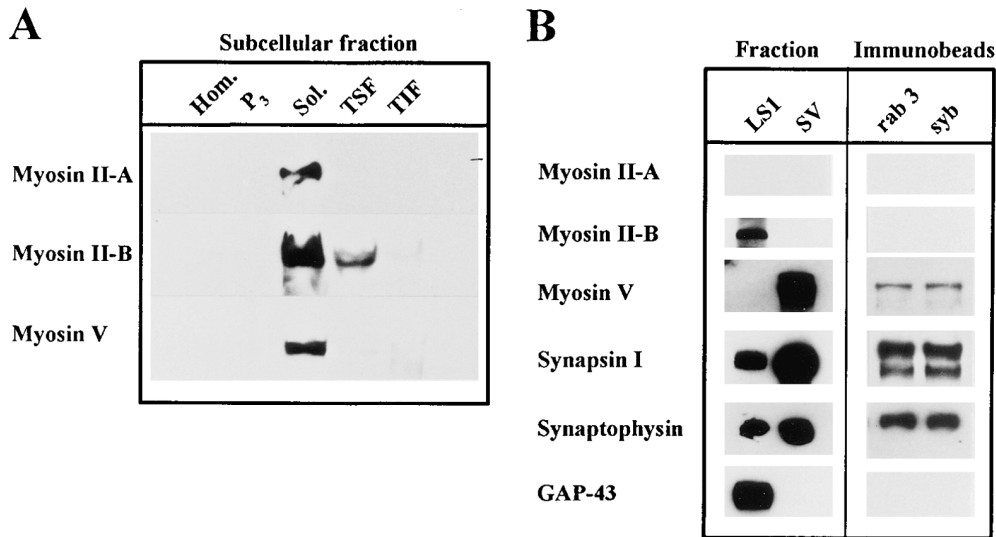 A
Subcellular fraction
Hom. P3 Sol. TSF TIF
Myosin II-A
Myosin II-B
Myosin V
B
Fraction Immunobeads
LS1 SV rab 3 syb
Myosin II-A
Myosin II-B
Myosin V
Synapsin I
Synaptophysin
GAP-43